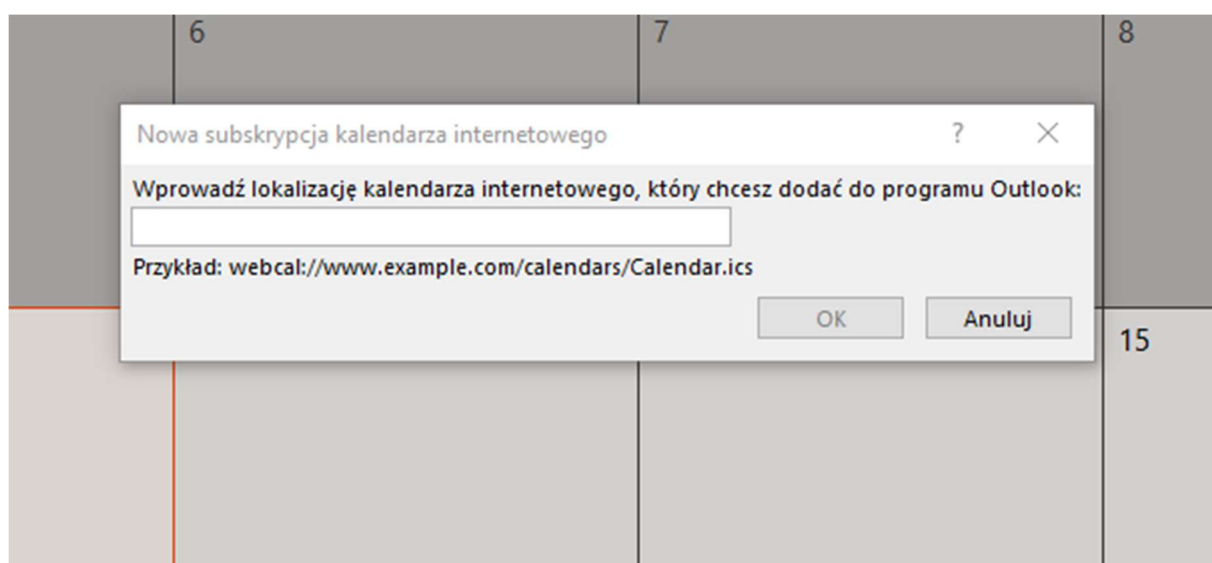 6 7 8
Nowa subskrypcja kalendarza internetowego ?
Wprowadź lokalizację kalendarza internetowego, który chcesz dodać do programu Outlook:
Przykład: webcal://www.example.com/calendars/Calendar.ics
OK Anuluj
15